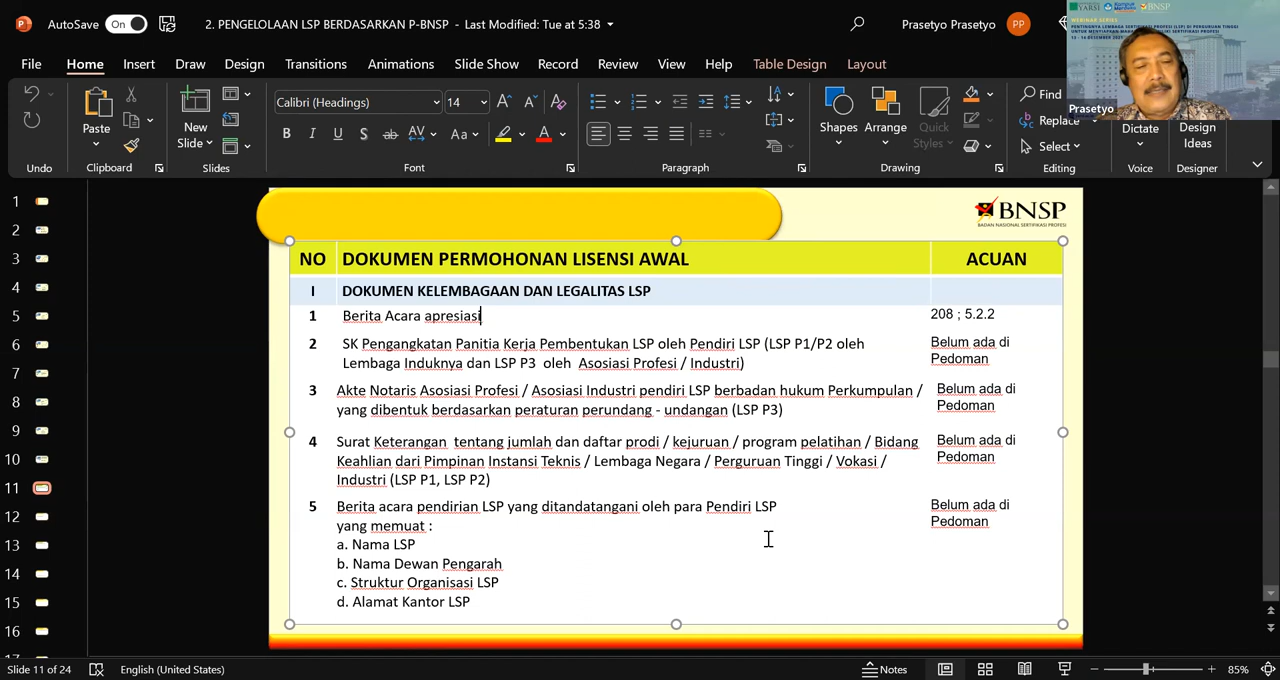 AutoSave On 2. PENGELOLAAN LSP BERDASARKAN P-BNSP - Last Modified: Tue at 5:38 Prasetyo Prasetyo PP
YARSI BNSP
WEBINAR SERIES
Prasetyo
File Home Insert Draw Design Transitions Animations Slide Show Record Review View Help Table Design Layout
Calibri (Headings) 14
Find
Replace
Select
Paste
New
Slide
Shapes Arrange Quick
Styles
Dictate Design
Ideas
Undo Clipboard Slides Font Paragraph Drawing Editing Voice Designer
1
2
3
4
5
6
7
8
9
10
11
12
13
14
15
16
BNSP
BADAN NASIONAL SERTIFIKASI PROFESI
NO DOKUMEN PERMOHONAN LISENSI AWAL ACUAN
I DOKUMEN KELEMBAGAAN DAN LEGALITAS LSP
1 Berita Acara apresiasi 208 ; 5.2.2
2 SK Pengangkatan Panitia Kerja Pembentukan LSP oleh Pendiri LSP (LSP P1/P2 oleh Belum ada di
Lembaga Induknya dan LSP P3 oleh Asosiasi Profesi / Industri) Pedoman
3 Akte Notaris Asosiasi Profesi / Asosiasi Industri pendiri LSP berbadan hukum Perkumpulan / Belum ada di
yang dibentuk berdasarkan peraturan perundang - undangan (LSP P3) Pedoman
4 Surat Keterangan tentang jumlah dan daftar prodi / kejuruan / program pelatihan / Bidang Belum ada di
Keahlian dari Pimpinan Instansi Teknis / Lembaga Negara / Perguruan Tinggi / Vokasi / Pedoman
Industri (LSP P1, LSP P2)
5 Berita acara pendirian LSP yang ditandatangani oleh para Pendiri LSP Belum ada di
yang memuat : Pedoman
a. Nama LSP
b. Nama Dewan Pengarah
c. Struktur Organisasi LSP
d. Alamat Kantor LSP
Slide 11 of 24 English (United States) Notes 85%